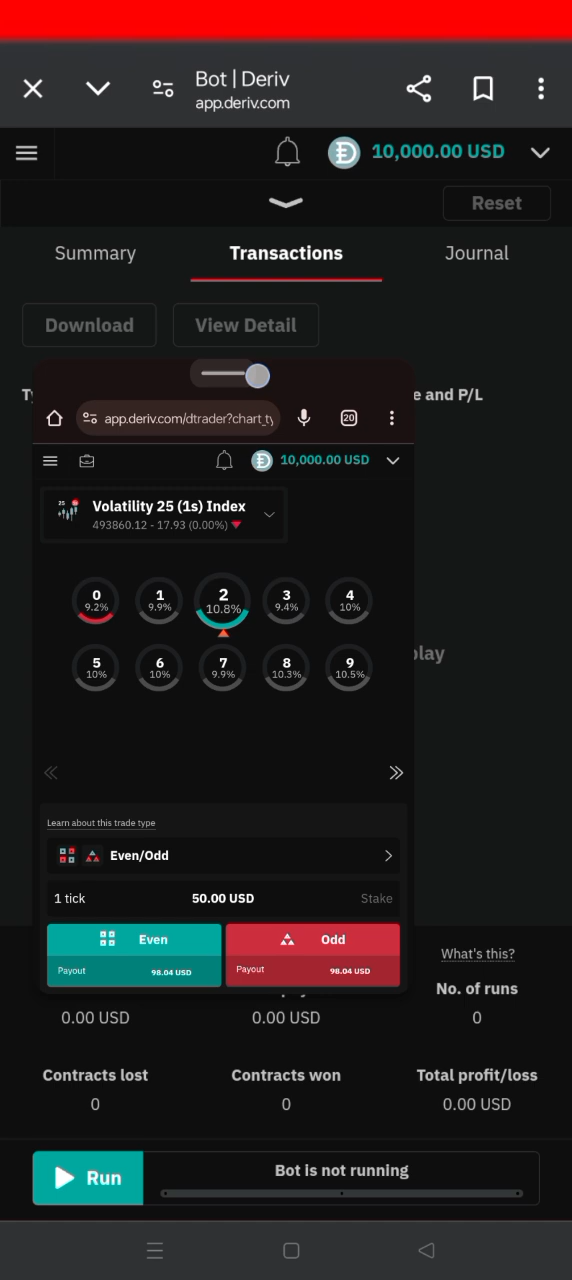 Bot | Deriv
app.deriv.com
10,000.00 USD
Reset
Summary
Transactions
Journal
Download
View Detail
e and P/L
app.deriv.com/dtrader?chart_ty
20
10,000.00 USD
Volatility 25 (1s) Index
493860.12 - 17.93 (0.00%)
0
9.2%
1
9.9%
2
10.8%
3
9.4%
4
10%
5
10%
6
10%
7
9.9%
8
10.3%
9
10.5%
play
Learn about this trade type
Even/Odd
1 tick
50.00 USD
Stake
Even
Odd
Payout
98.04 USD
Payout
98.04 USD
What's this?
No. of runs
0.00 USD
0.00 USD
0
Contracts lost
Contracts won
Total profit/loss
0
0
0.00 USD
Run
Bot is not running